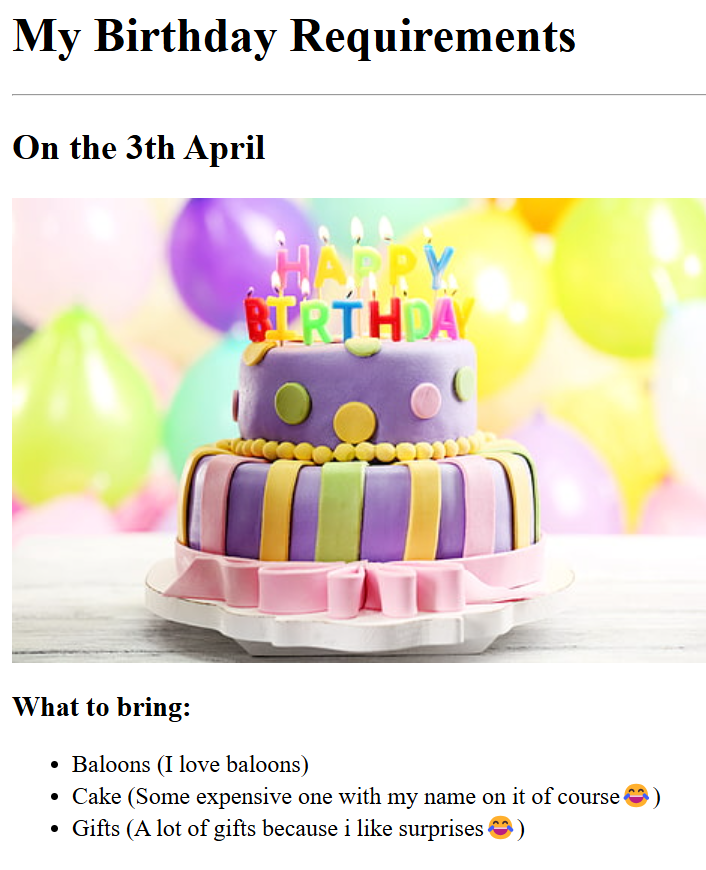 My Birthday Requirements
On the 3th April
HAPPY
BIRTHDAY
What to bring:
Baloons (I love baloons)
Cake (Some expensive one with my name on it of course😂 )
Gifts (A lot of gifts because i like surprises😂 )